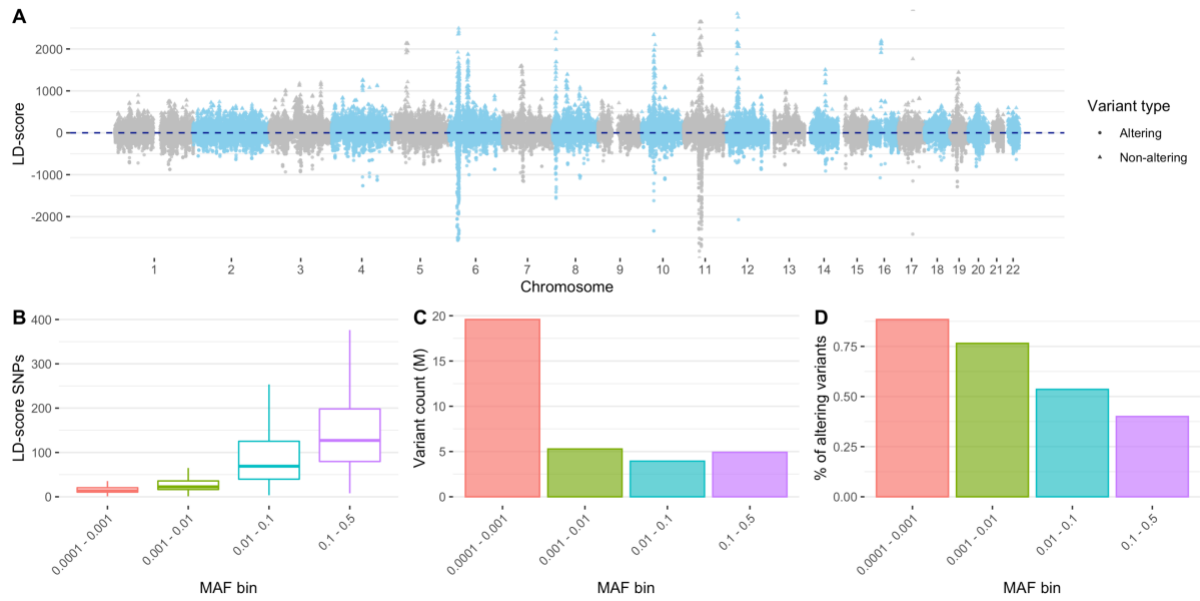 A
LD-score
2000
1000
0
-1000
-2000
1 2 3 4 5 6 7 8 9 10 11 12 13 14 15 16 17 18 19 20 21 22
Chromosome
Variant type
Altering
Non-altering
B
LD-score SNPs
400
300
200
100
0
0.0001 - 0.001
0.001 - 0.01
0.01 - 0.1
0.1 - 0.5
MAF bin
C
Variant count (M)
20
15
10
5
0
0.0001 - 0.001
0.001 - 0.01
0.01 - 0.1
0.1 - 0.5
MAF bin
D
% of altering variants
0.75
0.50
0.25
0.00
0.0001 - 0.001
0.001 - 0.01
0.01 - 0.1
0.1 - 0.5
MAF bin